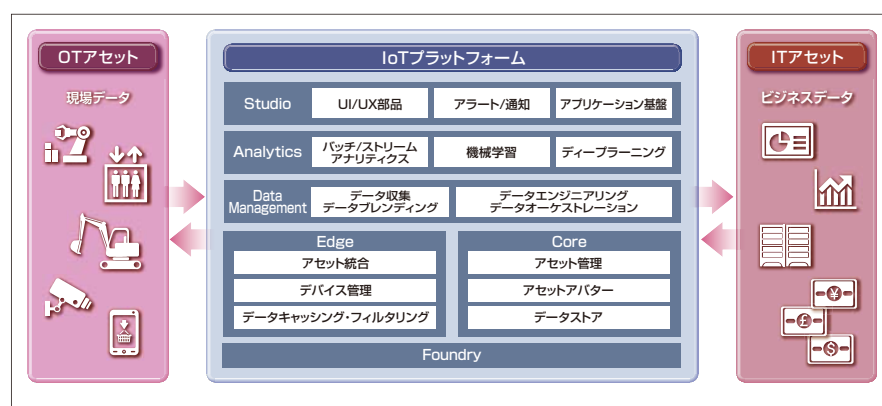 OTアセット
現場データ
IoTプラットフォーム
Studio
UI/UX部品
アラート/通知
アプリケーション基盤
Analytics
バッチ/ストリーム
アナリティクス
機械学習
ディープラーニング
Data
Management
データ収集
データブレンディング
データエンジニアリング
データオーケストレーション
Edge
アセット統合
デバイス管理
データキャッシング・フィルタリング
Core
アセット管理
アセットアバター
データストア
Foundry
ITアセット
ビジネスデータ
¥
£
$